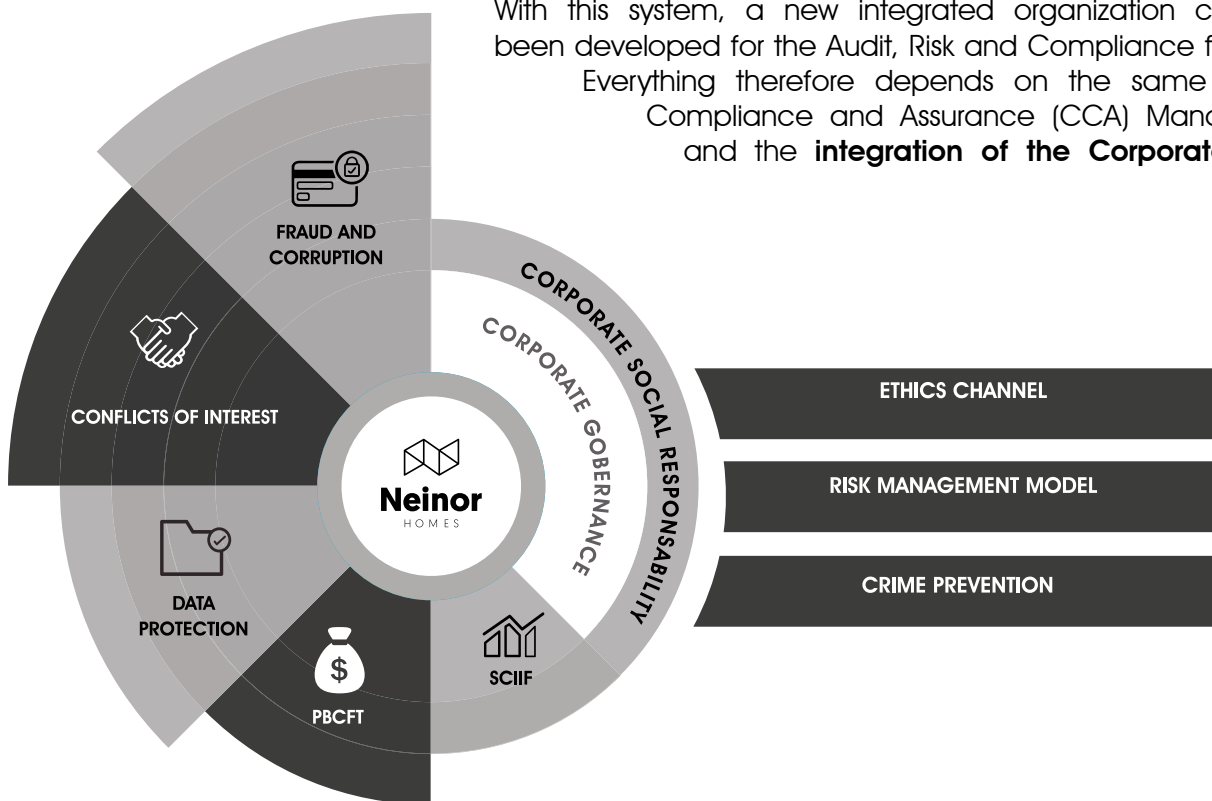 With this system, a new integrated organization
been developed for the Audit, Risk and Compliance
Everything therefore depends on the same
Compliance and Assurance (CCA)
and the integration of the
FRAUD AND
CORRUPTION
CONFLICTS OF INTEREST
DATA
PROTECTION
$
PBCFT
SCIIF
Neinor
HOMES
CORPORATE GOBERNANCE
CORPORATE SOCIAL RESPONSABILITY
ETHICS CHANNEL
RISK MANAGEMENT MODEL
CRIME PREVENTION